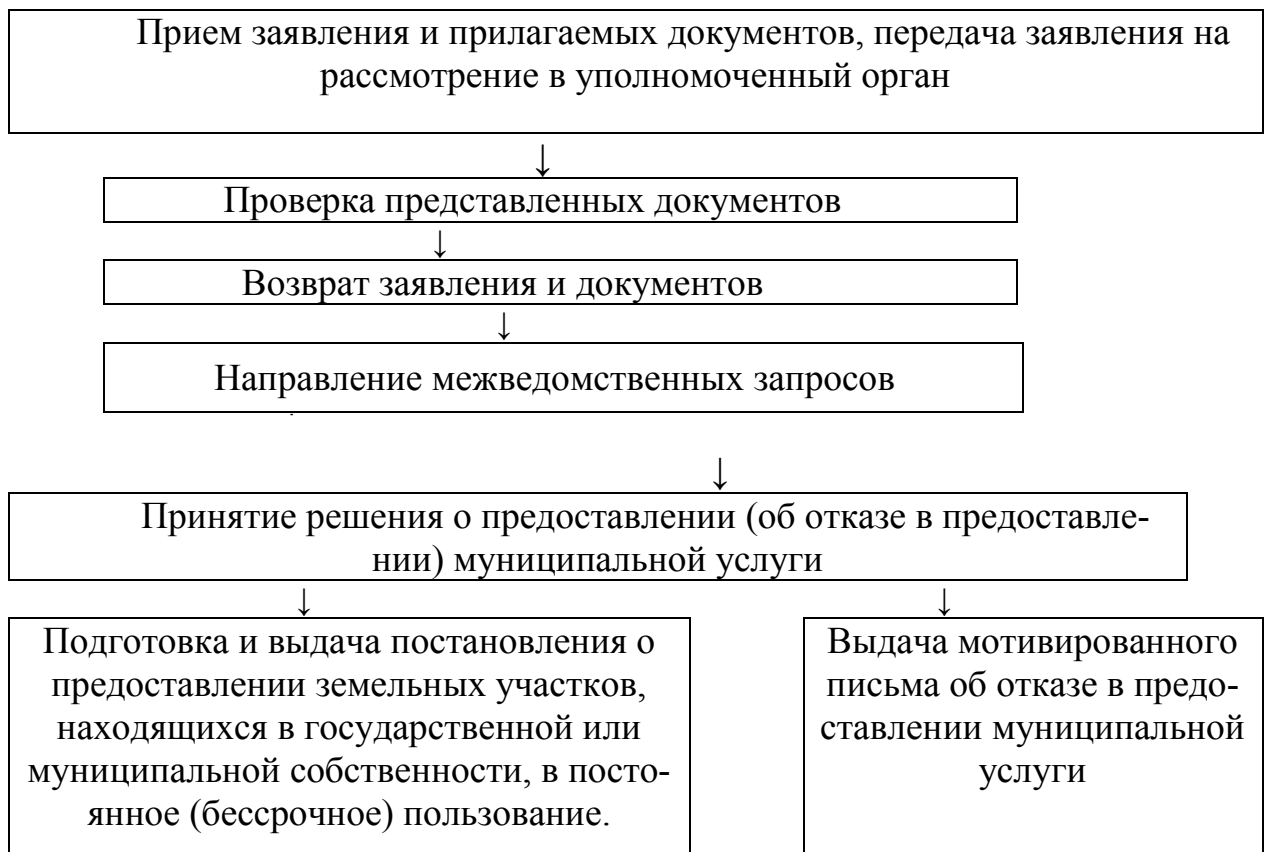 Прием заявления и прилагаемых документов, передача заявления на
рассмотрение в уполномоченный орган
↓
Проверка представленных документов
↓
Возврат заявления и документов
↓
Направление межведомственных запросов
↓
Принятие решения о предоставлении (об отказе в предоставле-
нии) муниципальной услуги
↓ ↓
Подготовка и выдача постановления о
предоставлении земельных участков,
находящихся в государственной или
муниципальной собственности, в посто-
янное (бессрочное) пользование.
Выдача мотивированного
письма об отказе в предо-
ставлении муниципальной
услуги